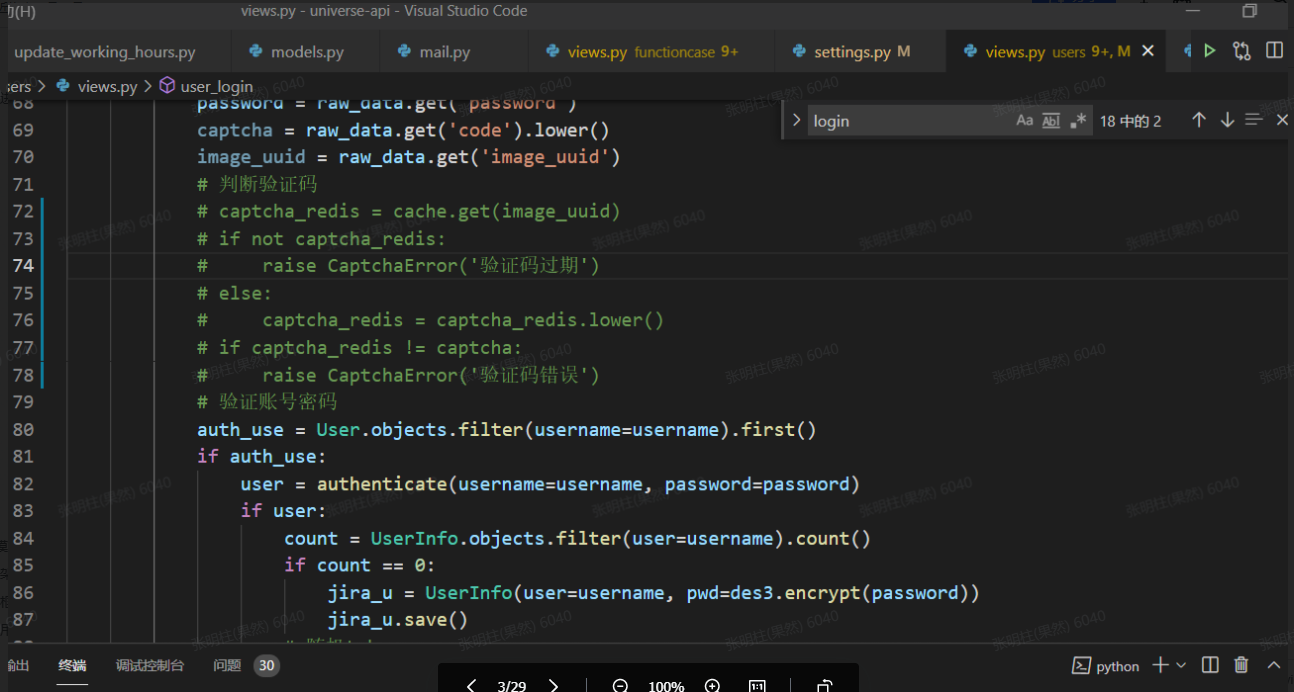 (H)
views.py - universe-api - Visual Studio Code
update_working_hours.py models.py mail.py views.py functioncase 9+ settings.py M views.py users 9+, M
sers > views.py > user_login
login Aa Abl .* 18 中的 2
68 password = raw_data.get('password')
69 captcha = raw_data.get('code').lower()
70 image_uuid = raw_data.get('image_uuid')
71 # 判断验证码
72 # captcha_redis = cache.get(image_uuid)
73 # if not captcha_redis:
74 #     raise CaptchaError('验证码过期')
75 # else:
76 #     captcha_redis = captcha_redis.lower()
77 # if captcha_redis != captcha:
78 #     raise CaptchaError('验证码错误')
79 # 验证账号密码
80 auth_use = User.objects.filter(username=username).first()
81 if auth_use:
82 user = authenticate(username=username, password=password)
83 if user:
84 count = UserInfo.objects.filter(user=username).count()
85 if count == 0:
86 jira_u = UserInfo(user=username, pwd=des3.encrypt(password))
87 jira_u.save()
输出 终端 调试控制台 问题 30 python
3/29 100% 1:1
张明柱(果然) 6040